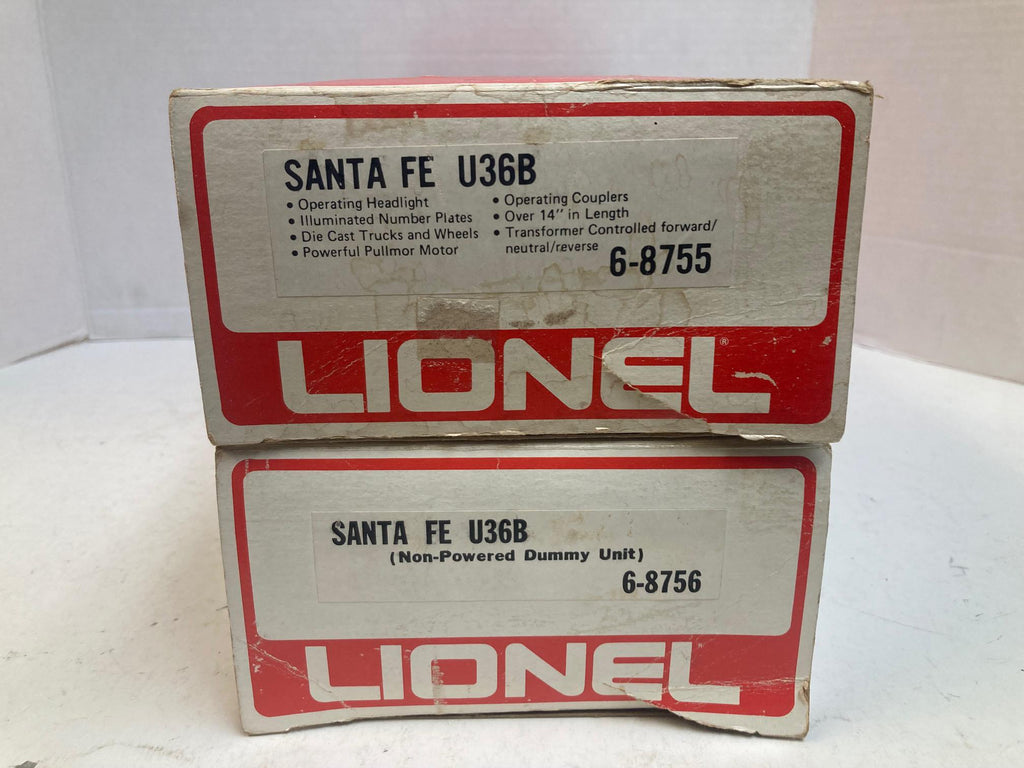 SANTA FE U36B
• Operating Headlight
• Illuminated Number Plates
• Die Cast Trucks and Wheels
• Powerful Pullmor Motor
• Operating Couplers
• Over 14'' in Length
• Transformer Controlled forward/
neutral/reverse
6-8755
LIONEL®
SANTA FE U36B
(Non-Powered Dummy Unit)
6-8756
LIONEL